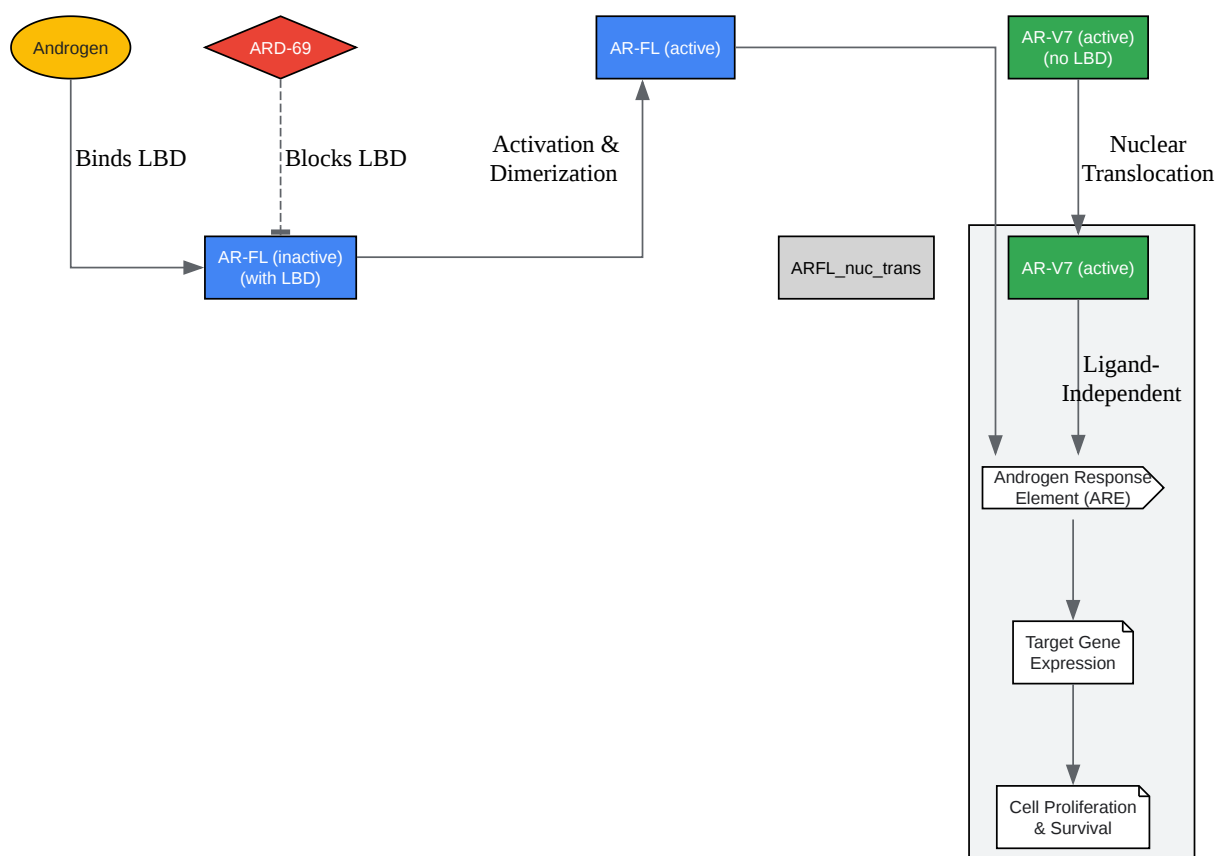 Androgen
ARD-69
AR-FL (active)
AR-V7 (active)
(no LBD)
Binds LBD
Blocks LBD
Activation &
Dimerization
Nuclear
Translocation
AR-FL (inactive)
(with LBD)
ARFL_nuc_trans
AR-V7 (active)
Ligand-
Independent
Androgen Response
Element (ARE)
Target Gene
Expression
Cell Proliferation
& Survival